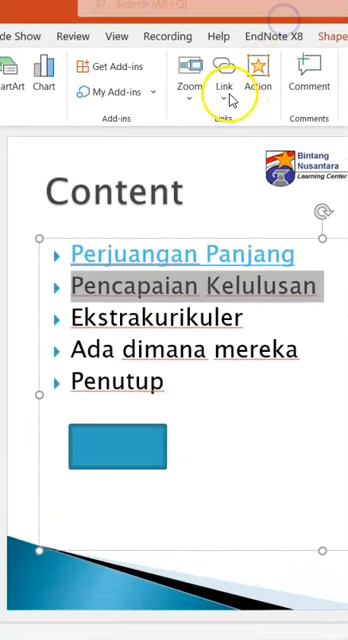 Search (Alt+Q)
de Show Review View Recording Help EndNote X8 Shape
artArt Chart Get Add-ins My Add-ins Zoom Link Action Comment
Add-ins Links Comments
Bintang
Nusantara
Learning Center
Content
Perjuangan Panjang
Pencapaian Kelulusan
Ekstrakurikuler
Ada dimana mereka
Penutup